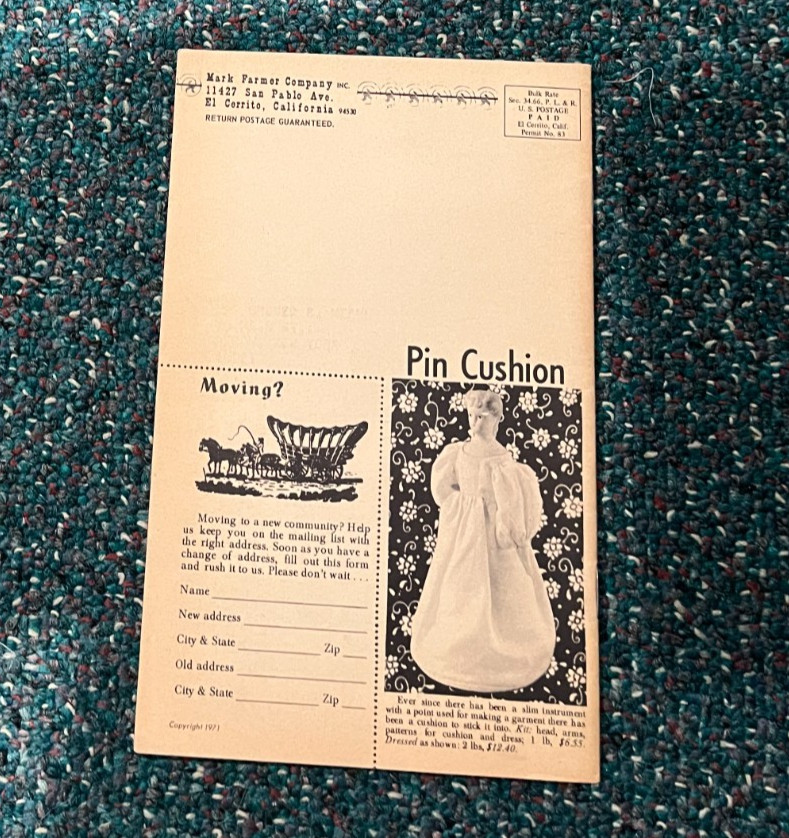 Mark Farmer Company INC.
11427 San Pablo Ave.
El Cerrito, California 94530
RETURN POSTAGE GUARANTEED.
Bulk Rate
Sec. 34.66, P. L. & R.
U. S. POSTAGE
P A I D
El Cerrito, Calif.
Permit No. 83
Moving?
Moving to a new community? Help
us keep you on the mailing list with
the right address. Soon as you have a
change of address, fill out this form
and rush it to us. Please don't wait . . .
Name
New address
City & State Zip
Old address
City & State Zip
Copyright 1971
Pin Cushion
Ever since there has been a slim instrument
with a point used for making a garment there has
been a cushion to stick it into. Kit: head, arms,
patterns for cushion and dress; 1 lb, $6.55.
Dressed as shown: 2 lbs, $12.40.